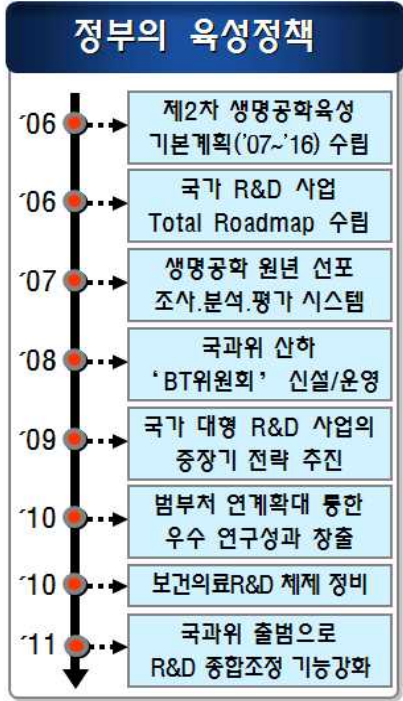 정부의 육성정책
´06
제2차 생명공학육성
기본계획('07~'16) 수립
´06
국가 R&D 사업
Total Roadmap 수립
´07
생명공학 원년 선포
조사.분석.평가 시스템
´08
국과위 산하
‘BT위원회’ 신설/운영
´09
국가 대형 R&D 사업의
중장기 전략 추진
´10
범부처 연계확대 통한
우수 연구성과 창출
´10
보건의료R&D 체제 정비
´11
국과위 출범으로
R&D 종합조정 기능강화